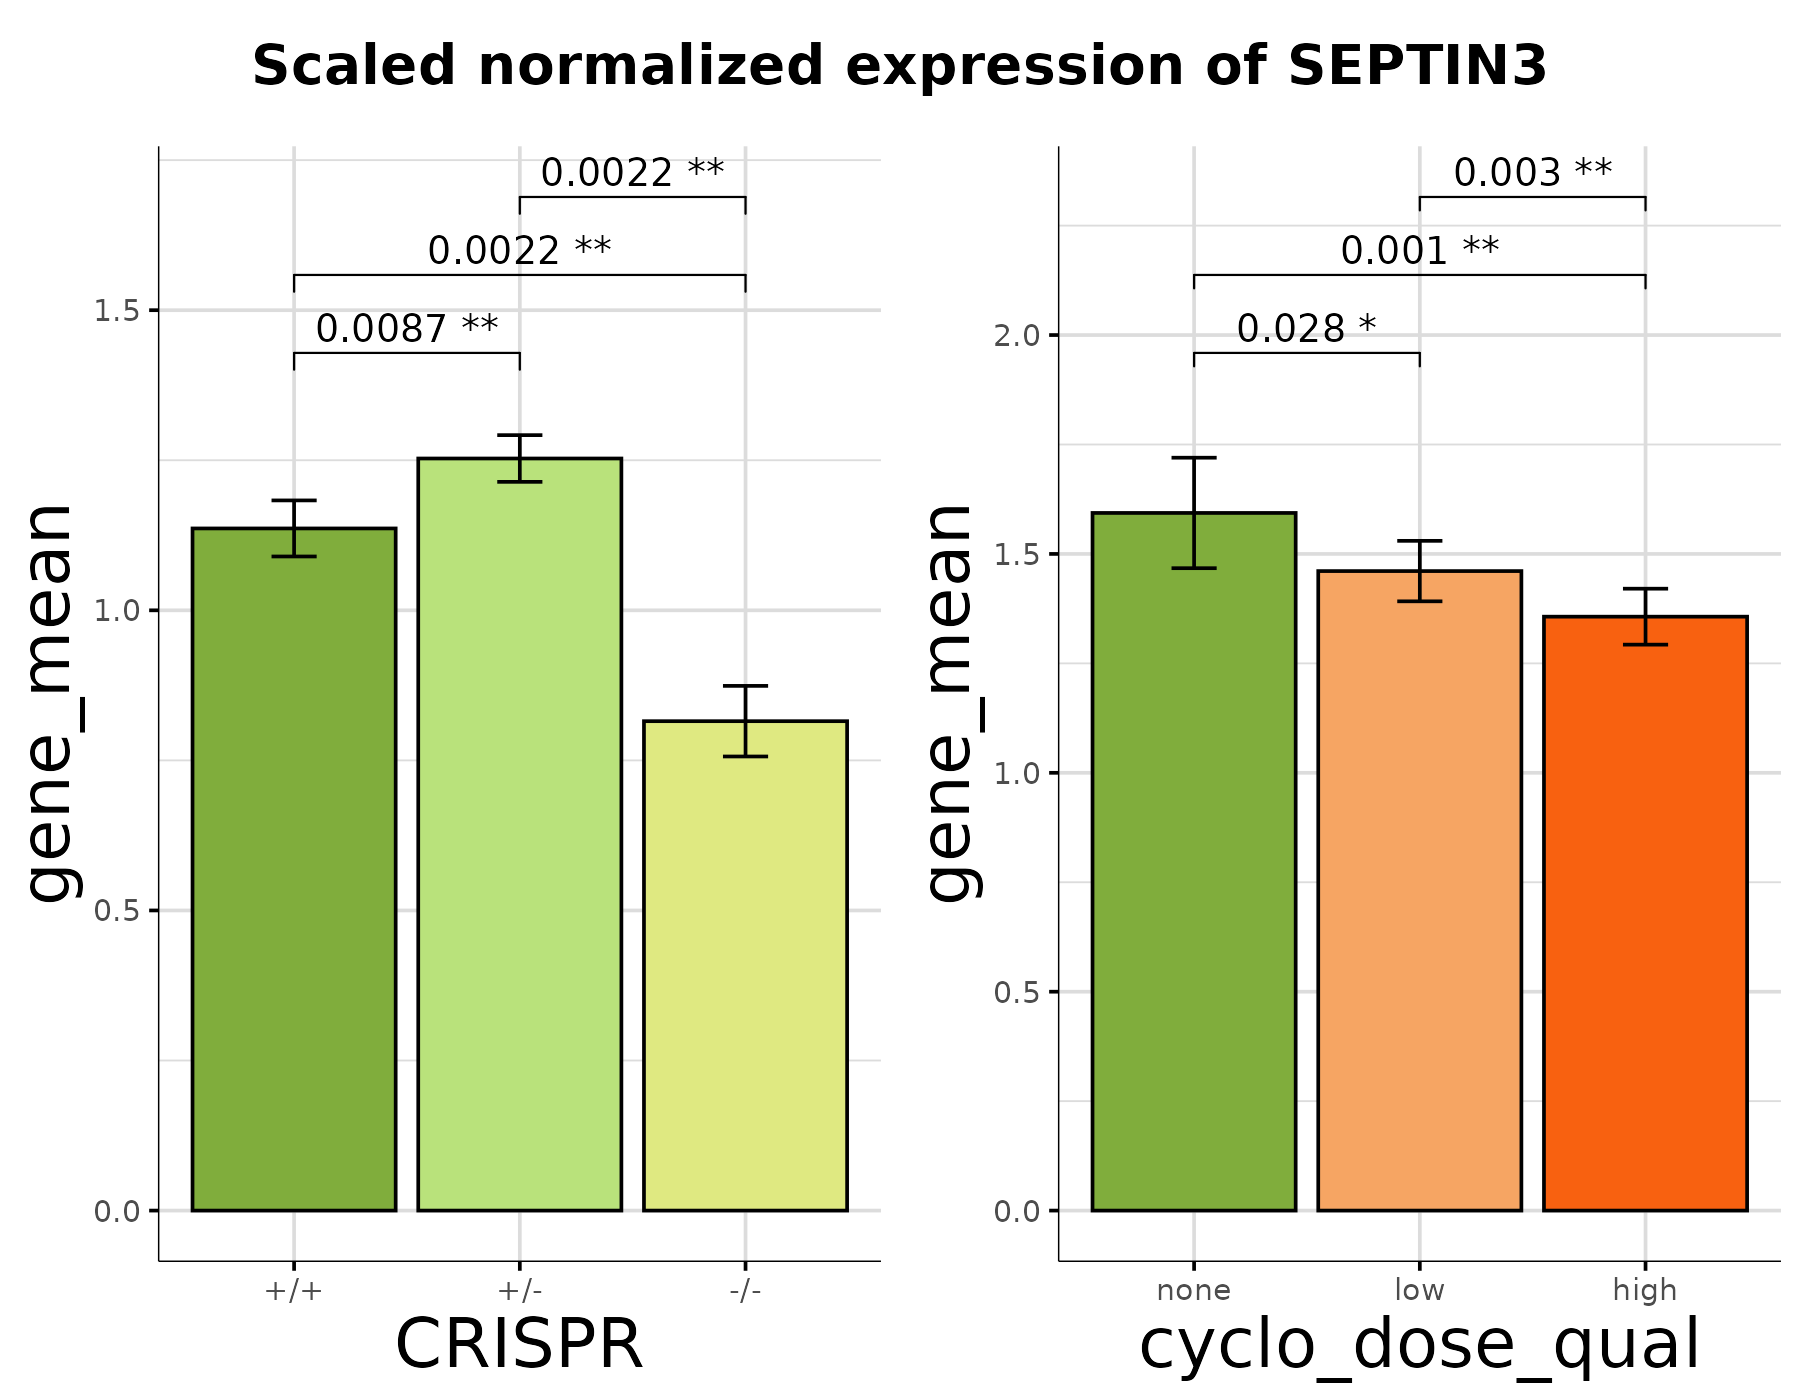 Scaled normalized expression of SEPTIN3
gene_mean
1.5
1.0
0.5
0.0
0.0022 **
0.0022 **
0.0087 **
+/+ +/- -/-
CRISPR
gene_mean
2.0
1.5
1.0
0.5
0.0
0.003 **
0.001 **
0.028 *
none low high
cyclo_dose_qual